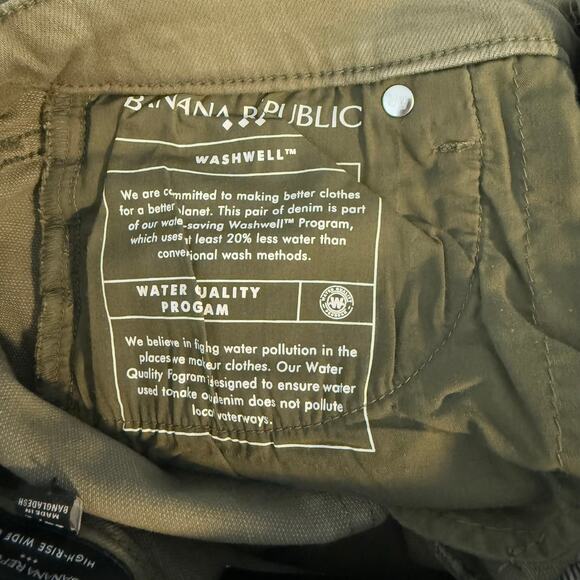 BANANA REPUBLIC
WASHWELL™
We are committed to making better clothes
for a better planet. This pair of denim is part
of our water-saving Washwell™ Program,
which uses at least 20% less water than
conventional wash methods.
WATER QUALITY
PROGRAM
W
We believe in fighting water pollution in the
places we make our clothes. Our Water
Quality Program is designed to ensure water
used to make our denim does not pollute
local waterways.
MADE IN
BANGLADESH
BANANA REPU
HIGH-RISE WIDE